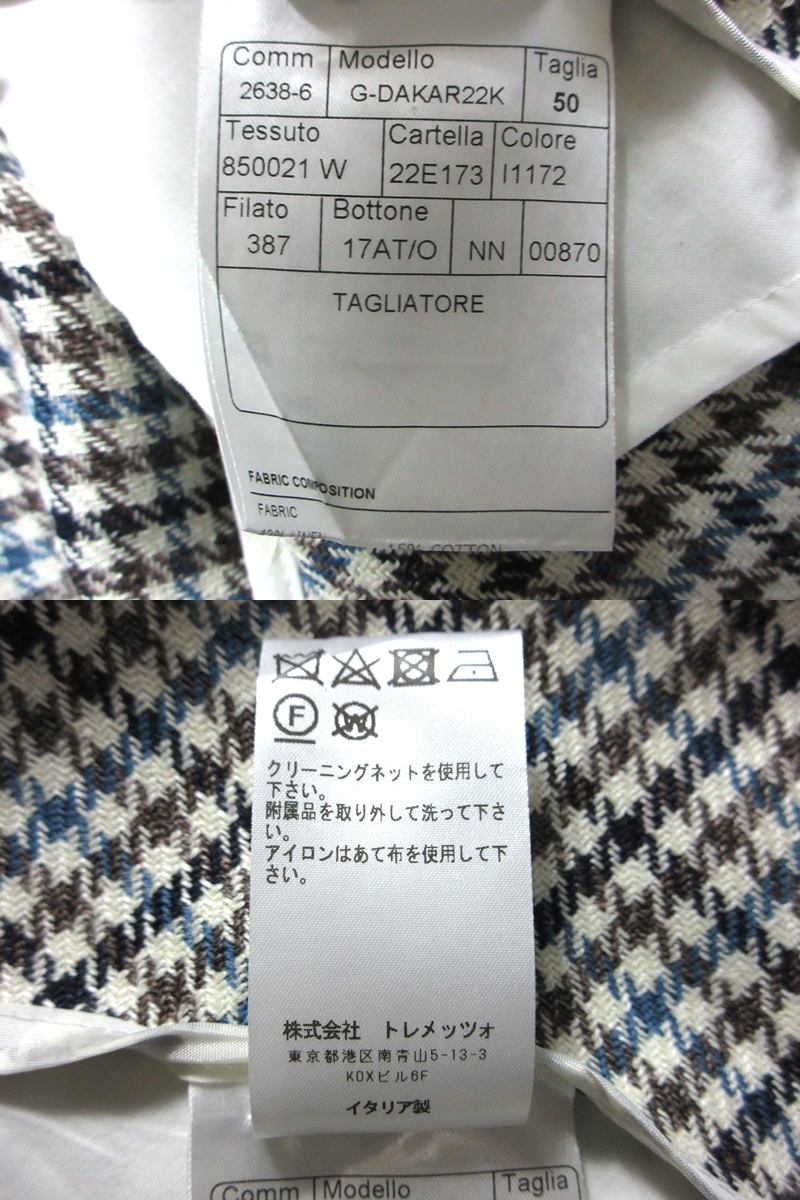 Comm Modello Taglia
2638-6 G-DAKAR22K 50
Tessuto Cartella Colore
850021 W 22E173 I1172
Filato Bottone
387 17AT/O NN 00870
TAGLIATORE
FABRIC COMPOSITION
FABRIC
15% COTTON
F
W
クリーニングネットを使用して
下さい。
附属品を取り外して洗って下さ
い。
アイロンはあて布を使用して下
さい。
株式会社 トレメッツォ
東京都港区南青山5-13-3
KDXビル6F
イタリア製
Comm Modello Taglia